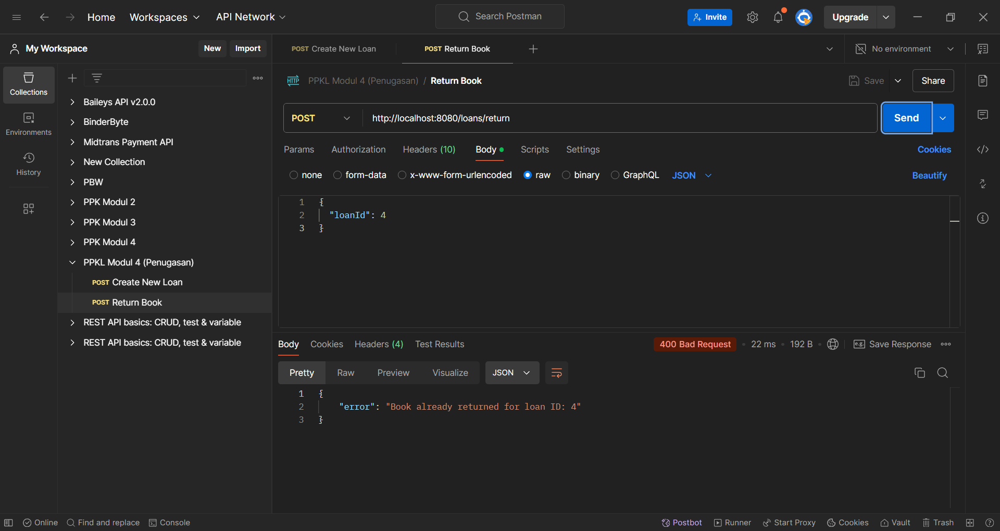 Home
Workspaces
API Network
Search Postman
Invite
Upgrade
My Workspace
New
Import
POST Create New Loan
POST Return Book
No environment
Collections
Environments
History
Baileys API v2.0.0
BinderByte
Midtrans Payment API
New Collection
PBW
PPK Modul 2
PPK Modul 3
PPK Modul 4
PPKL Modul 4 (Penugasan)
POST Create New Loan
POST Return Book
REST API basics: CRUD, test & variable
REST API basics: CRUD, test & variable
HTTP PPKL Modul 4 (Penugasan) / Return Book
Save
Share
POST
http://localhost:8080/loans/return
Send
Params
Authorization
Headers (10)
Body
Scripts
Settings
Cookies
none
form-data
x-www-form-urlencoded
raw
binary
GraphQL
JSON
Beautify
1 {
2 "loanId": 4
3 }
Body
Cookies
Headers (4)
Test Results
400 Bad Request
22 ms
192 B
e.g. Save Response
Pretty
Raw
Preview
Visualize
JSON
1 {
2 "error": "Book already returned for loan ID: 4"
3 }
Online
Find and replace
Console
Postbot
Runner
Start Proxy
Cookies
Vault
Trash